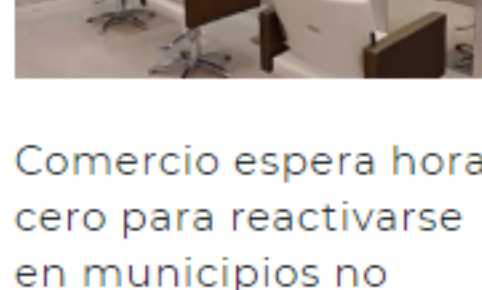 Comercio espera hora
cero para reactivarse
en municipios no